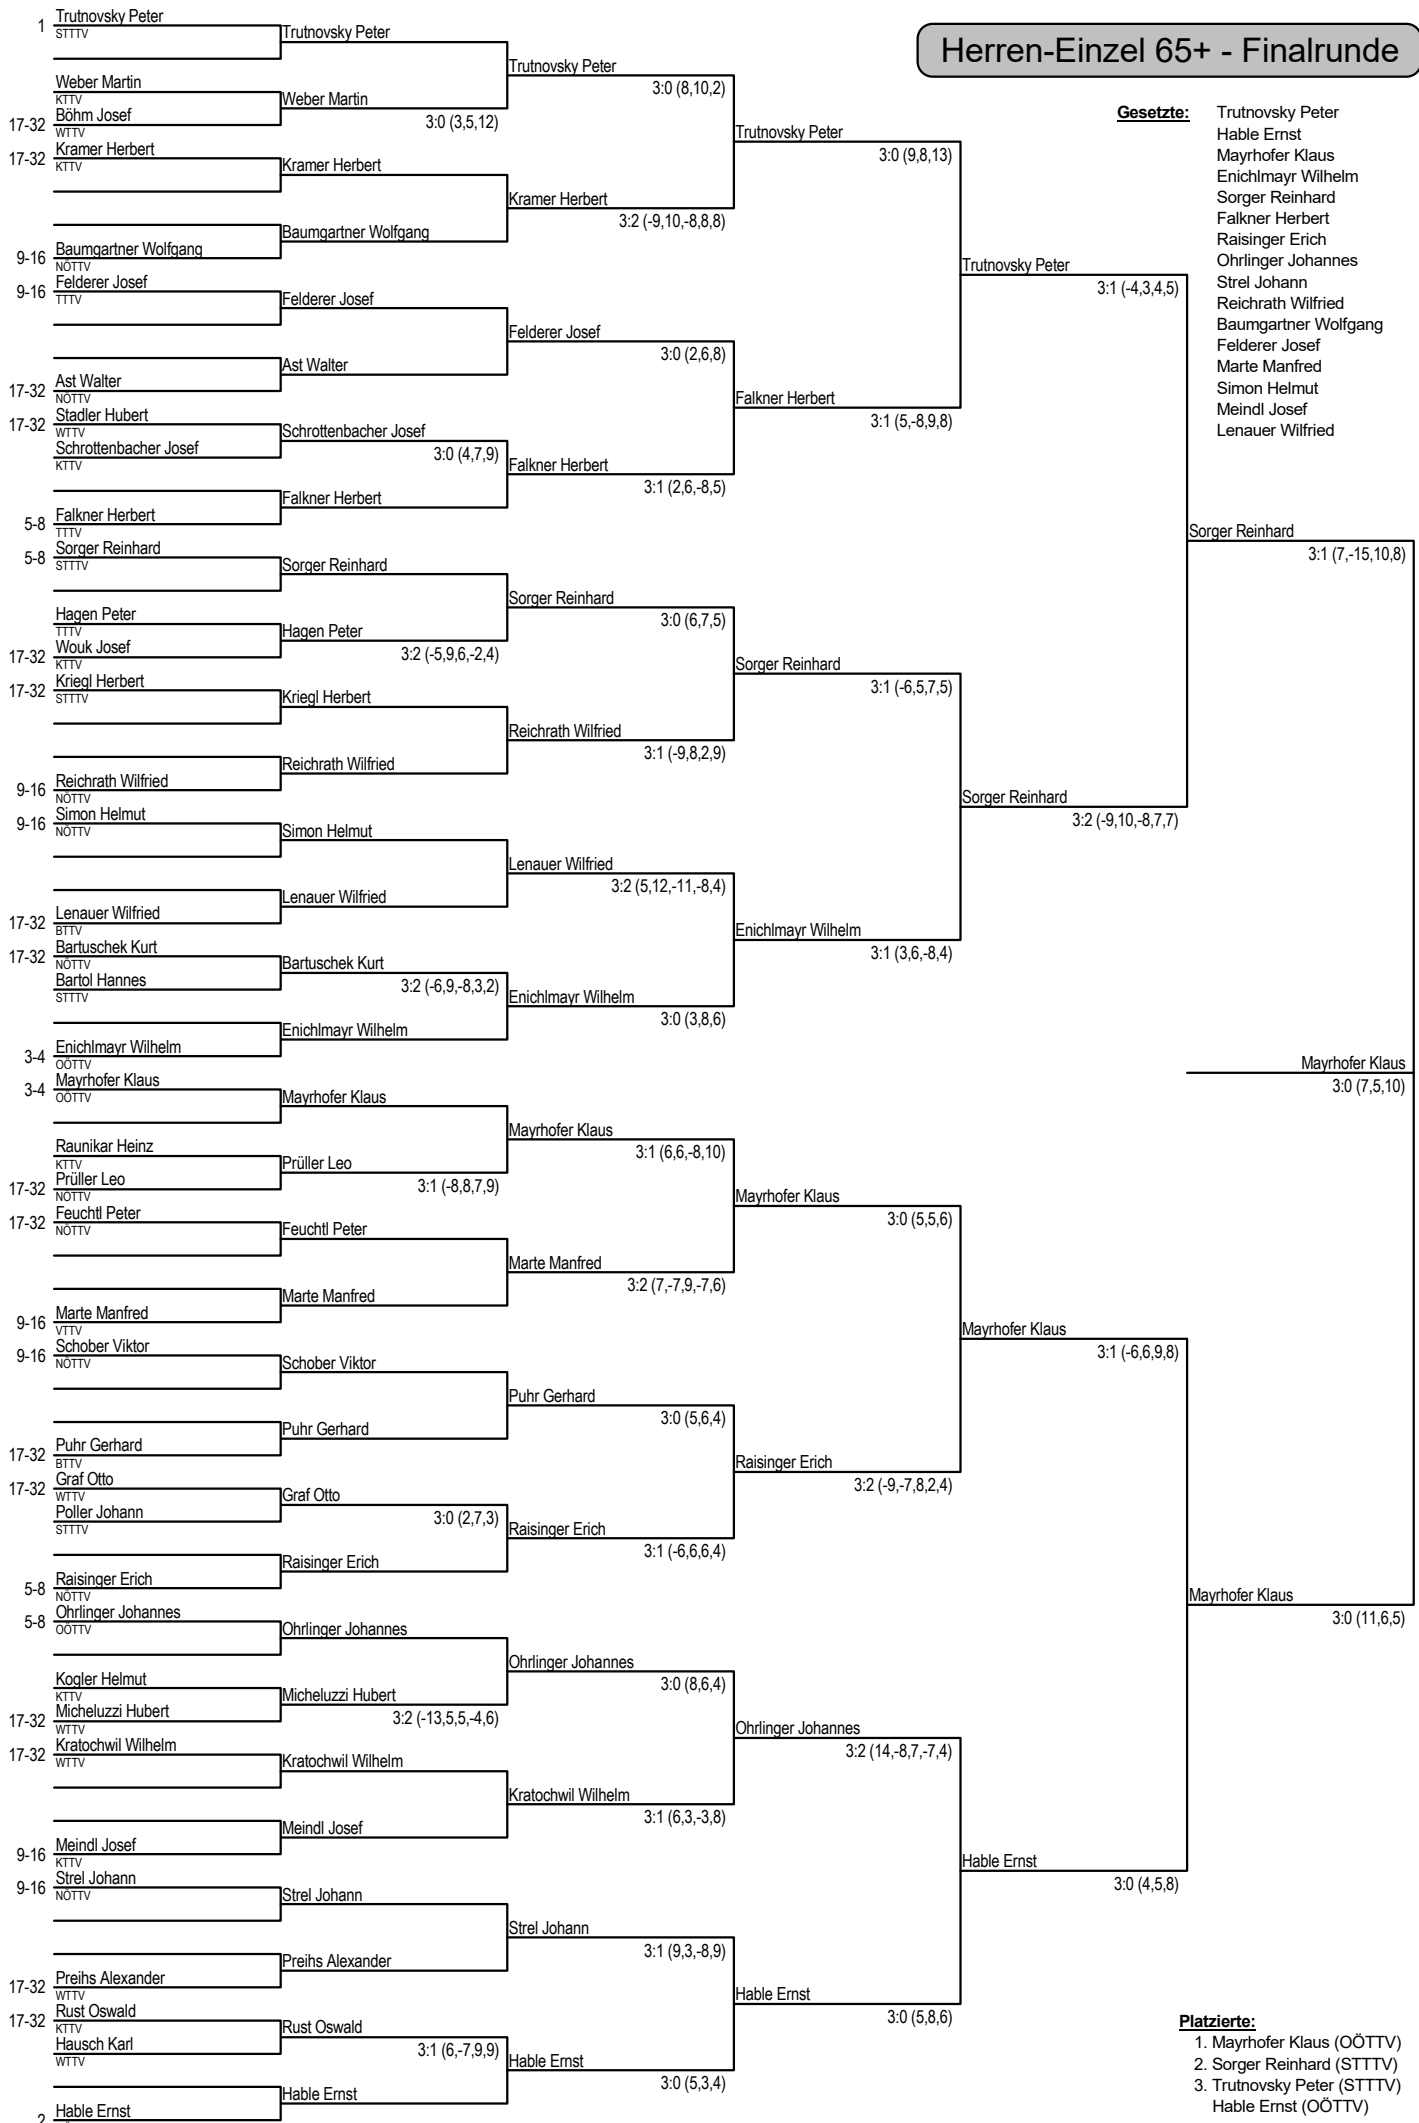 Herren-Einzel 65+ - Finalrunde
Gesetzte:
Trutnovsky Peter
Hable Ernst
Mayrhofer Klaus
Enichlmayr Wilhelm
Sorger Reinhard
Falkner Herbert
Raisinger Erich
Ohrlinger Johannes
Strel Johann
Reichrath Wilfried
Baumgartner Wolfgang
Felderer Josef
Marte Manfred
Simon Helmut
Meindl Josef
Lenauer Wilfried
1 Trutnovsky Peter
STTTV
Weber Martin
KTTV
17-32 Böhm Josef
WTTV
17-32 Kramer Herbert
KTTV
9-16 Baumgartner Wolfgang
NÖTTV
9-16 Felderer Josef
TTTV
17-32 Ast Walter
NÖTTV
17-32 Stadler Hubert
WTTV
Schrottenbacher Josef
KTTV
5-8 Falkner Herbert
TTTV
5-8 Sorger Reinhard
STTTV
Hagen Peter
TTTV
17-32 Wouk Josef
KTTV
17-32 Kriegl Herbert
STTTV
9-16 Reichrath Wilfried
NÖTTV
9-16 Simon Helmut
NÖTTV
17-32 Lenauer Wilfried
BTTV
17-32 Bartuschek Kurt
NÖTTV
Bartol Hannes
STTTV
3-4 Enichlmayr Wilhelm
OÖTTV
3-4 Mayrhofer Klaus
OÖTTV
Raunikar Heinz
KTTV
17-32 Prüller Leo
NÖTTV
17-32 Feuchtl Peter
NÖTTV
9-16 Marte Manfred
VTTV
9-16 Schober Viktor
NÖTTV
17-32 Puhr Gerhard
BTTV
17-32 Graf Otto
WTTV
Poller Johann
STTTV
5-8 Raisinger Erich
NÖTTV
5-8 Ohrlinger Johannes
OÖTTV
Kogler Helmut
KTTV
17-32 Micheluzzi Hubert
WTTV
17-32 Kratochwil Wilhelm
WTTV
9-16 Meindl Josef
KTTV
9-16 Strel Johann
NÖTTV
17-32 Preihs Alexander
WTTV
17-32 Rust Oswald
KTTV
Hausch Karl
WTTV
2 Hable Ernst
Trutnovsky Peter
Weber Martin
3:0 (3,5,12)
Kramer Herbert
Baumgartner Wolfgang
Felderer Josef
Ast Walter
Schrottenbacher Josef
3:0 (4,7,9)
Falkner Herbert
Sorger Reinhard
Hagen Peter
3:2 (-5,9,6,-2,4)
Kriegl Herbert
Reichrath Wilfried
Simon Helmut
Lenauer Wilfried
Bartuschek Kurt
3:2 (-6,9,-8,3,2)
Enichlmayr Wilhelm
Mayrhofer Klaus
Prüller Leo
3:1 (-8,8,7,9)
Feuchtl Peter
Marte Manfred
Schober Viktor
Puhr Gerhard
Graf Otto
3:0 (2,7,3)
Raisinger Erich
Ohrlinger Johannes
Micheluzzi Hubert
3:2 (-13,5,5,-4,6)
Kratochwil Wilhelm
Meindl Josef
Strel Johann
Preihs Alexander
Rust Oswald
3:1 (6,-7,9,9)
Hable Ernst
Trutnovsky Peter
3:0 (8,10,2)
Kramer Herbert
3:2 (-9,10,-8,8,8)
Felderer Josef
3:0 (2,6,8)
Falkner Herbert
3:1 (2,6,-8,5)
Sorger Reinhard
3:0 (6,7,5)
Reichrath Wilfried
3:1 (-9,8,2,9)
Lenauer Wilfried
3:2 (5,12,-11,-8,4)
Enichlmayr Wilhelm
3:0 (3,8,6)
Mayrhofer Klaus
3:1 (6,6,-8,10)
Marte Manfred
3:2 (7,-7,9,-7,6)
Puhr Gerhard
3:0 (5,6,4)
Raisinger Erich
3:1 (-6,6,6,4)
Ohrlinger Johannes
3:0 (8,6,4)
Kratochwil Wilhelm
3:1 (6,3,-3,8)
Strel Johann
3:1 (9,3,-8,9)
Hable Ernst
3:0 (5,3,4)
Trutnovsky Peter
3:0 (9,8,13)
Falkner Herbert
3:1 (5,-8,9,8)
Sorger Reinhard
3:1 (-6,5,7,5)
Enichlmayr Wilhelm
3:1 (3,6,-8,4)
Mayrhofer Klaus
3:0 (5,5,6)
Raisinger Erich
3:2 (-9,-7,8,2,4)
Ohrlinger Johannes
3:2 (14,-8,7,-7,4)
Hable Ernst
3:0 (5,8,6)
Trutnovsky Peter
3:1 (-4,3,4,5)
Sorger Reinhard
3:2 (-9,10,-8,7,7)
Mayrhofer Klaus
3:1 (-6,6,9,8)
Hable Ernst
3:0 (4,5,8)
Sorger Reinhard
3:1 (7,-15,10,8)
Mayrhofer Klaus
3:0 (11,6,5)
Mayrhofer Klaus
3:0 (7,5,10)
Platzierte:
1. Mayrhofer Klaus (OÖTTV)
2. Sorger Reinhard (STTTV)
3. Trutnovsky Peter (STTTV)
Hable Ernst (OÖTTV)